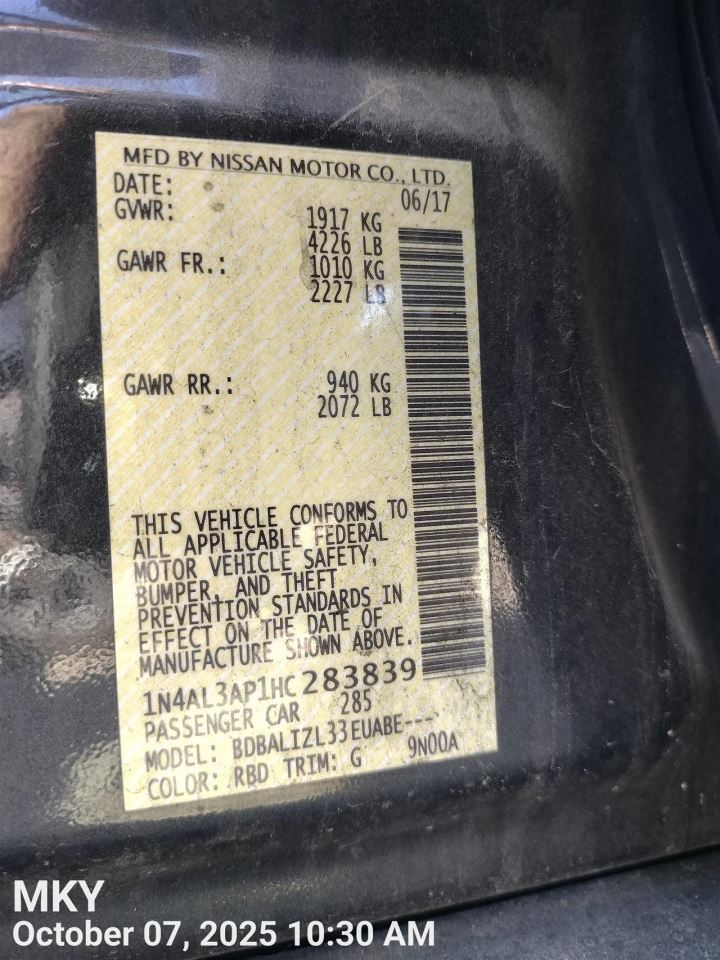 MFD BY NISSAN MOTOR CO., LTD.
DATE: 06/17
GVWR: 1917 KG
4226 LB
GAWR FR.: 1010 KG
2227 LB
GAWR RR.: 940 KG
2072 LB
THIS VEHICLE CONFORMS TO
ALL APPLICABLE FEDERAL
MOTOR VEHICLE SAFETY,
BUMPER, AND THEFT
PREVENTION STANDARDS IN
EFFECT ON THE DATE OF
MANUFACTURE SHOWN ABOVE.
1N4AL3AP1HC283839
PASSENGER CAR 285
MODEL: BDBALIZL33EUABE---
COLOR: RBD TRIM: G 9N00A
MKY
October 07, 2025 10:30 AM